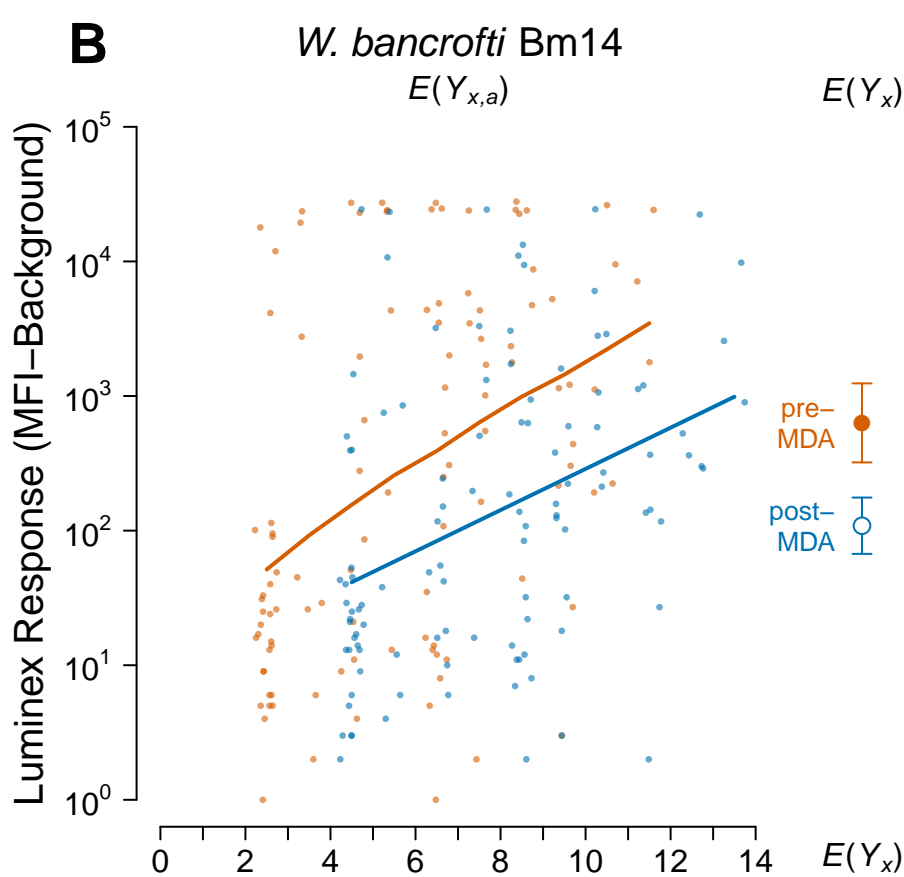 B
W. bancrofti Bm14
E(Yx,a)
E(Yx)
Luminex Response (MFI−Background)
10^5
10^4
10^3
10^2
10^1
10^0
pre−
MDA
post−
MDA
0 2 4 6 8 10 12 14
E(Yx)